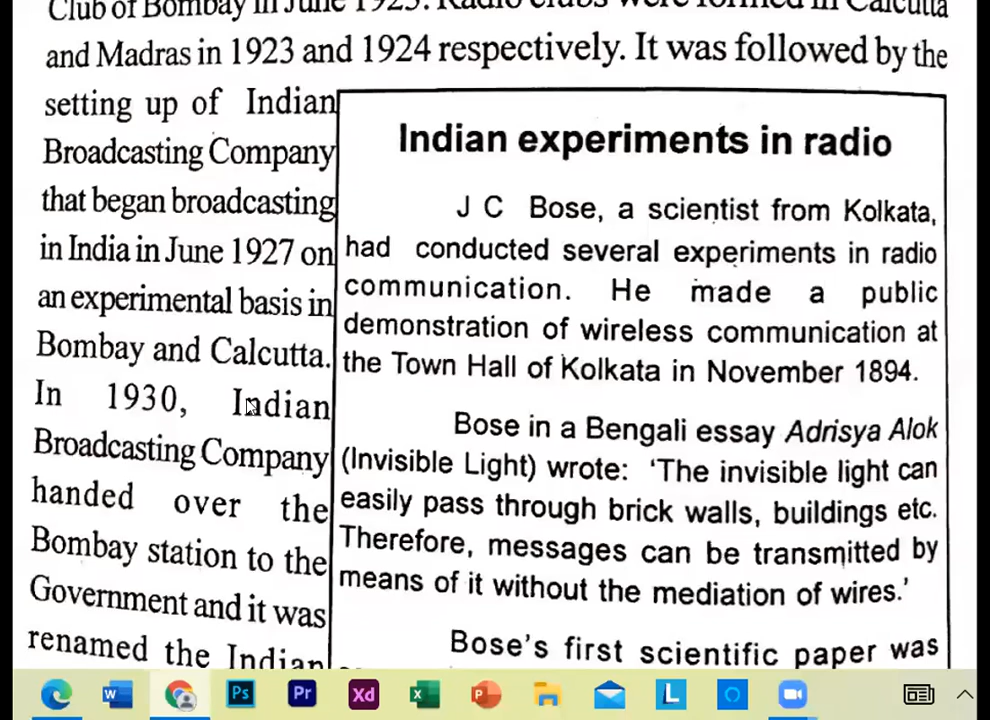 Club of Bombay in June 1923. Radio clubs were formed in Calcutta
and Madras in 1923 and 1924 respectively. It was followed by the
setting up of Indian
Broadcasting Company
that began broadcasting
in India in June 1927 on
an experimental basis in
Bombay and Calcutta.
In 1930, Indian
Broadcasting Company
handed over the
Bombay station to the
Government and it was
renamed the Indian
Indian experiments in radio
J C Bose, a scientist from Kolkata,
had conducted several experiments in radio
communication. He made a public
demonstration of wireless communication at
the Town Hall of Kolkata in November 1894.
Bose in a Bengali essay Adrisya Alok
(Invisible Light) wrote: ‘The invisible light can
easily pass through brick walls, buildings etc.
Therefore, messages can be transmitted by
means of it without the mediation of wires.’
Bose’s first scientific paper was
W
Ps
Pr
Xd
X
P
L